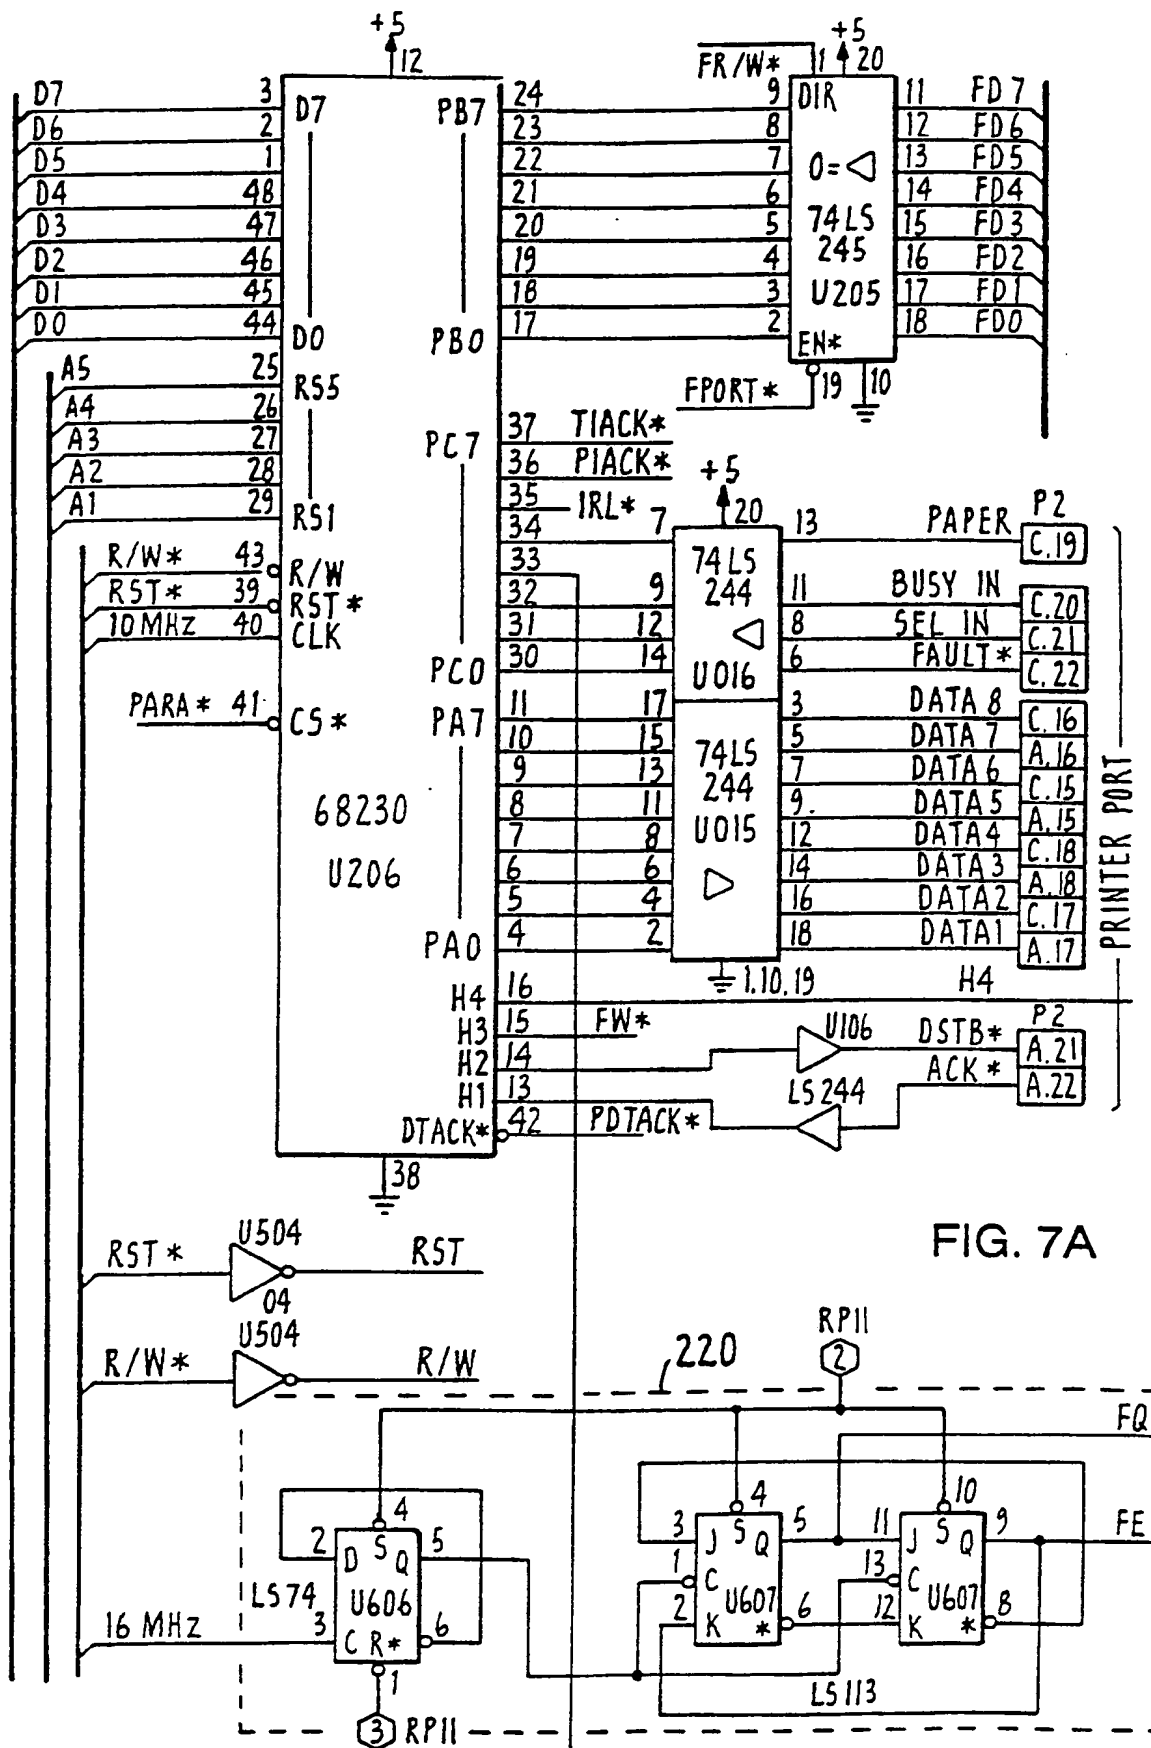 +5
12
FR/W*
+5
1
20
D7 3 D7 PB7 24 9 DIR 11 FD7
D6 2 23 8 12 FD6
D5 1 22 7 0= 13 FD5
D4 48 21 6 14 FD4
D3 47 20 5 74LS 15 FD3
D2 46 19 4 245 16 FD2
D1 45 18 3 U205 17 FD1
D0 44 D0 PB0 17 2 18 FD0
EN*
19
10
FPORT*
A5 25 RS5
A4 26
A3 27
A2 28
A1 29 RS1
PC7 37 TIACK*
36 PIACK*
35 IRL*
+5
20
P2
34 7 13 PAPER C.19
R/W* 43 R/W
33
74LS
244
RST* 39 RST*
32 9 11 BUSY IN C.20
10MHZ 40 CLK
31 12 8 SEL IN C.21
PC0 30 14 6 FAULT* C.22
U016
PARA* 41 CS*
PA7 11 17 3 DATA 8 C.16
10 15 74LS 5 DATA 7 A.16
9 13 244 7 DATA 6 C.15
8 11 U015 9 DATA 5 A.15
7 8 12 DATA 4 C.18
6 6 14 DATA 3 A.18
5 4 16 DATA 2 C.17
PA0 4 2 18 DATA 1 A.17
68230
U206
PRINTER PORT
1.10.19
H4 16 H4
H3 15 FW*
H2 14 U106 DSTB* P2 A.21
H1 13 LS244 ACK* A.22
DTACK* 42 PDTACK*
38
FIG. 7A
RST* U504 RST
04
R/W* U504 R/W
220
RP11
2
FQ
4
4
10
2 D S Q 5
3 J S Q 5 11 J S Q 9 FE
1 C 13 C
LS74 U606
U607 U607
2 K * 6 12 K * 8
16 MHZ 3 C R* 6
1
LS113
3 RP11